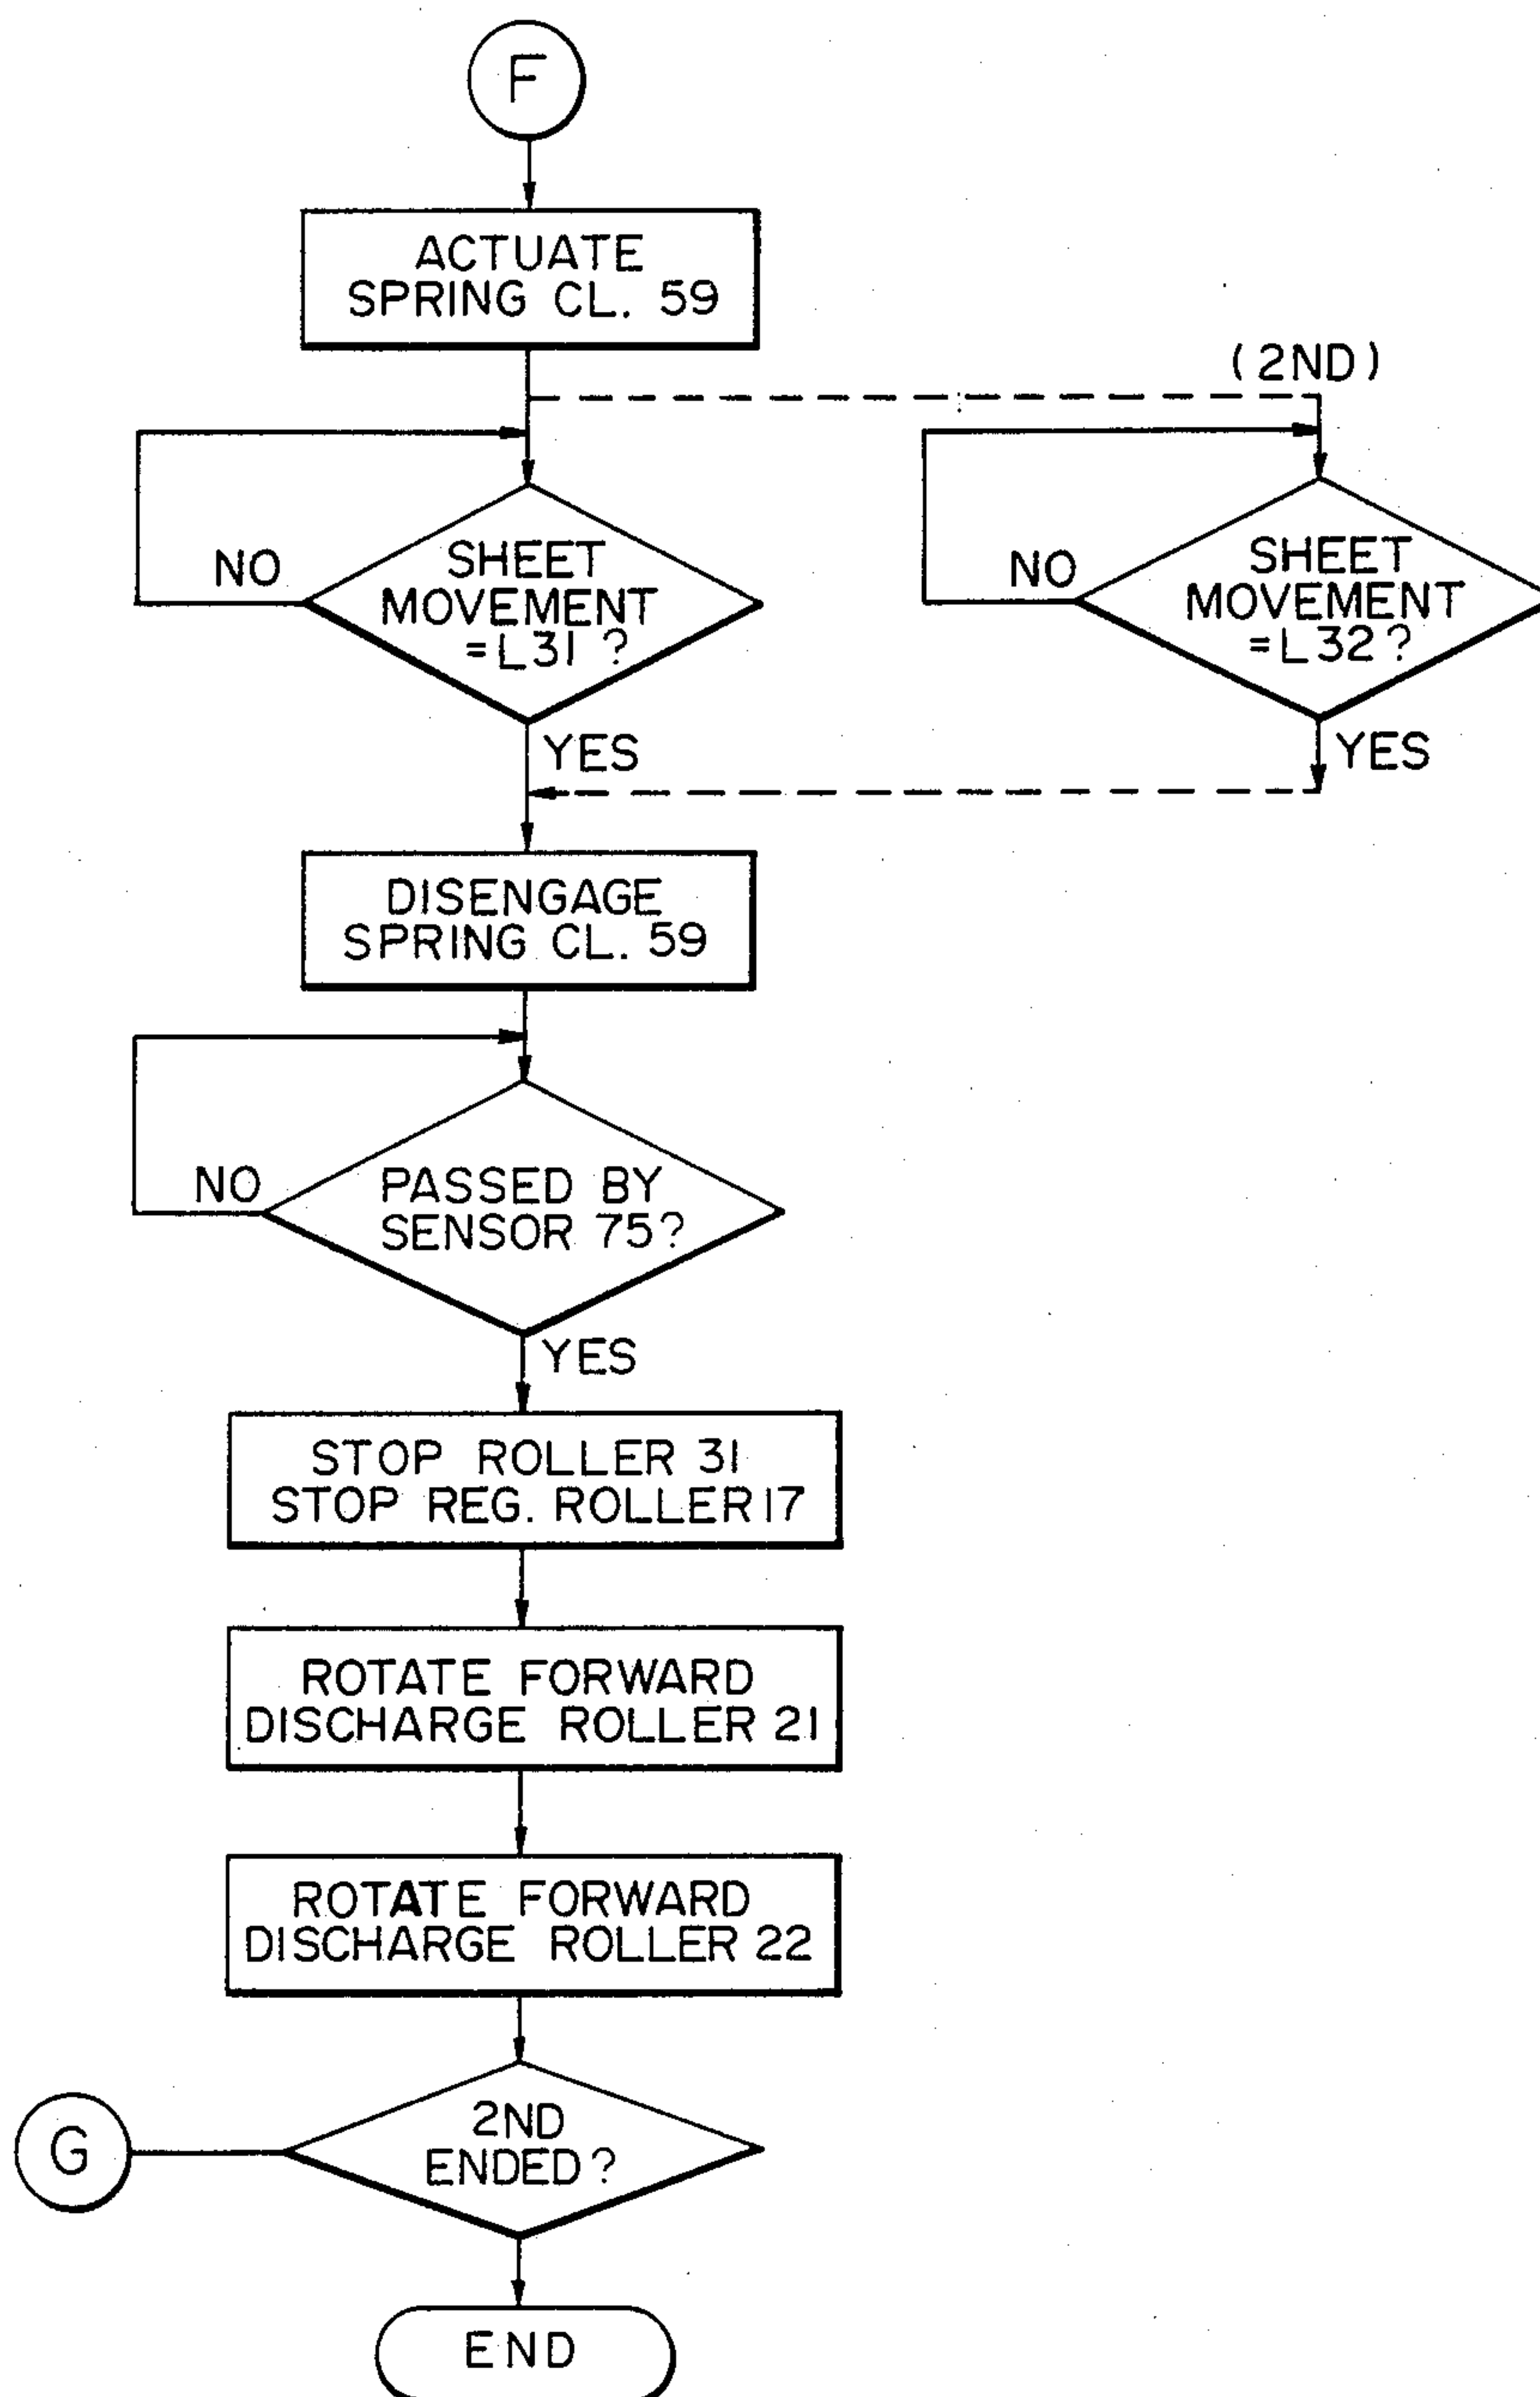 F
ACTUATE
SPRING CL. 59
(2ND)
NO
SHEET
MOVEMENT
=L31?
YES
NO
SHEET
MOVEMENT
=L32?
YES
DISENGAGE
SPRING CL. 59
NO
PASSED BY
SENSOR 75?
YES
STOP ROLLER 31
STOP REG. ROLLER 17
ROTATE FORWARD
DISCHARGE ROLLER 21
ROTATE FORWARD
DISCHARGE ROLLER 22
G
2ND
ENDED?
END